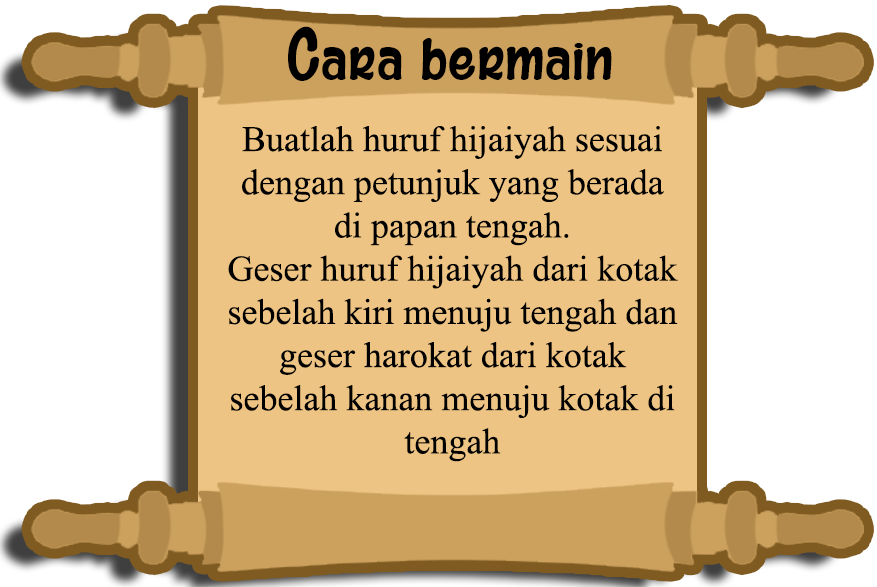 Cara bermain
Buatlah huruf hijaiyah sesuai
dengan petunjuk yang berada
di papan tengah.
Geser huruf hijaiyah dari kotak
sebelah kiri menuju tengah dan
geser harokat dari kotak
sebelah kanan menuju kotak di
tengah